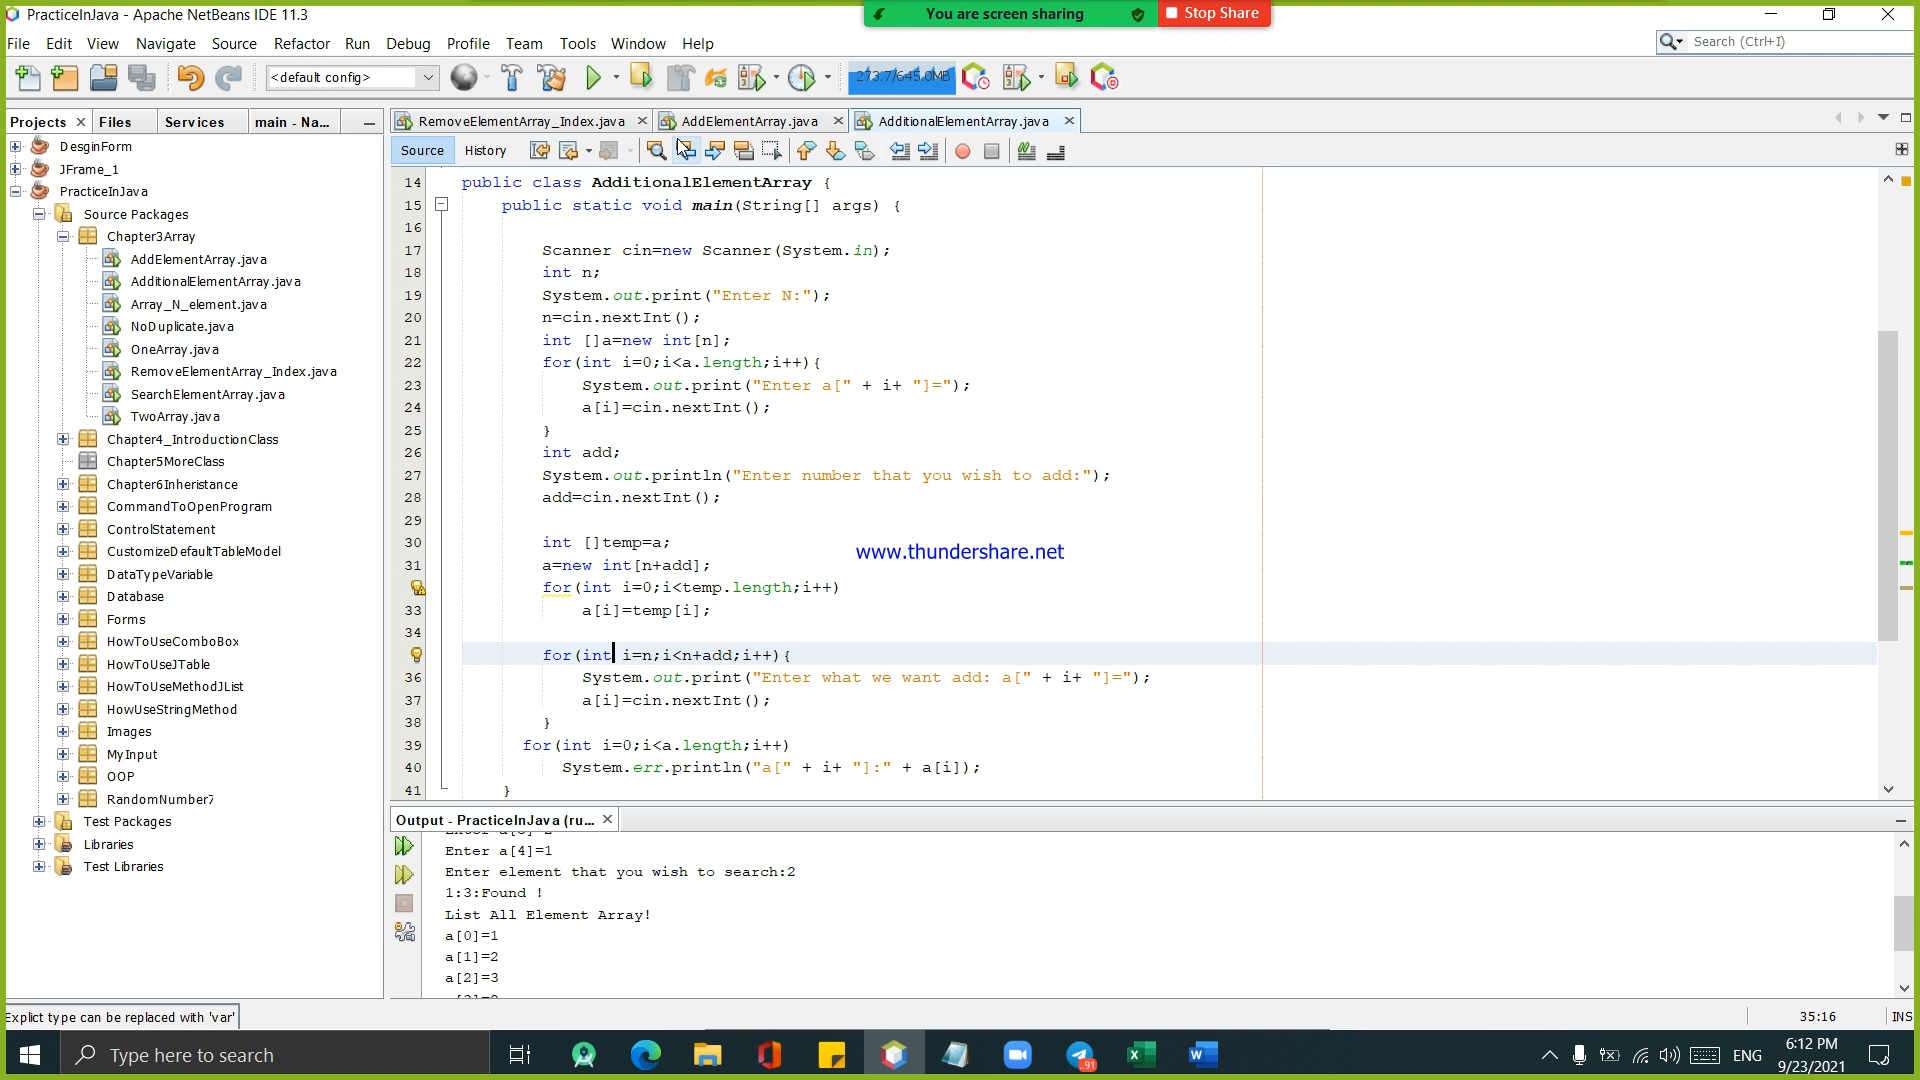 PracticeInJava - Apache NetBeans IDE 11.3
You are screen sharing
Stop Share
File Edit View Navigate Source Refactor Run Debug Profile Team Tools Window Help
Search (Ctrl+I)
<default config>
273.7/645.0MB
Projects Files Services main - Na...
RemoveElementArray_Index.java AddElementArray.java AdditionalElementArray.java
Source History
DesginForm
JFrame_1
PracticeInJava
Source Packages
Chapter3Array
AddElementArray.java
AdditionalElementArray.java
Array_N_element.java
NoDuplicate.java
OneArray.java
RemoveElementArray_Index.java
SearchElementArray.java
TwoArray.java
Chapter4_IntroductionClass
Chapter5MoreClass
Chapter6Inheristance
CommandToOpenProgram
ControlStatement
CustomizeDefaultTableModel
DataTypeVariable
Database
Forms
HowToUseComboBox
HowToUseJTable
HowToUseMethodJList
HowUseStringMethod
Images
MyInput
OOP
RandomNumber7
Test Packages
Libraries
Test Libraries
14 public class AdditionalElementArray {
15 public static void main(String[] args) {
16
17 Scanner cin=new Scanner(System.in);
18 int n;
19 System.out.print("Enter N:");
20 n=cin.nextInt();
21 int []a=new int[n];
22 for(int i=0;i<a.length;i++){
23 System.out.print("Enter a[" + i+ "]=");
24 a[i]=cin.nextInt();
25 }
26 int add;
27 System.out.println("Enter number that you wish to add:");
28 add=cin.nextInt();
29
30 int []temp=a;
31 a=new int[n+add];
for(int i=0;i<temp.length;i++)
33 a[i]=temp[i];
34
for(int i=n;i<n+add;i++){
36 System.out.print("Enter what we want add: a[" + i+ "]=");
37 a[i]=cin.nextInt();
38 }
39 for(int i=0;i<a.length;i++)
40 System.err.println("a[" + i+ "]:" + a[i]);
41 }
www.thundershare.net
Output - PracticeInJava (ru...
Enter a[4]=1
Enter element that you wish to search:2
1:3:Found !
List All Element Array!
a[0]=1
a[1]=2
a[2]=3
Explict type can be replaced with 'var'
35:16 INS
Type here to search
91
ENG
6:12 PM
9/23/2021